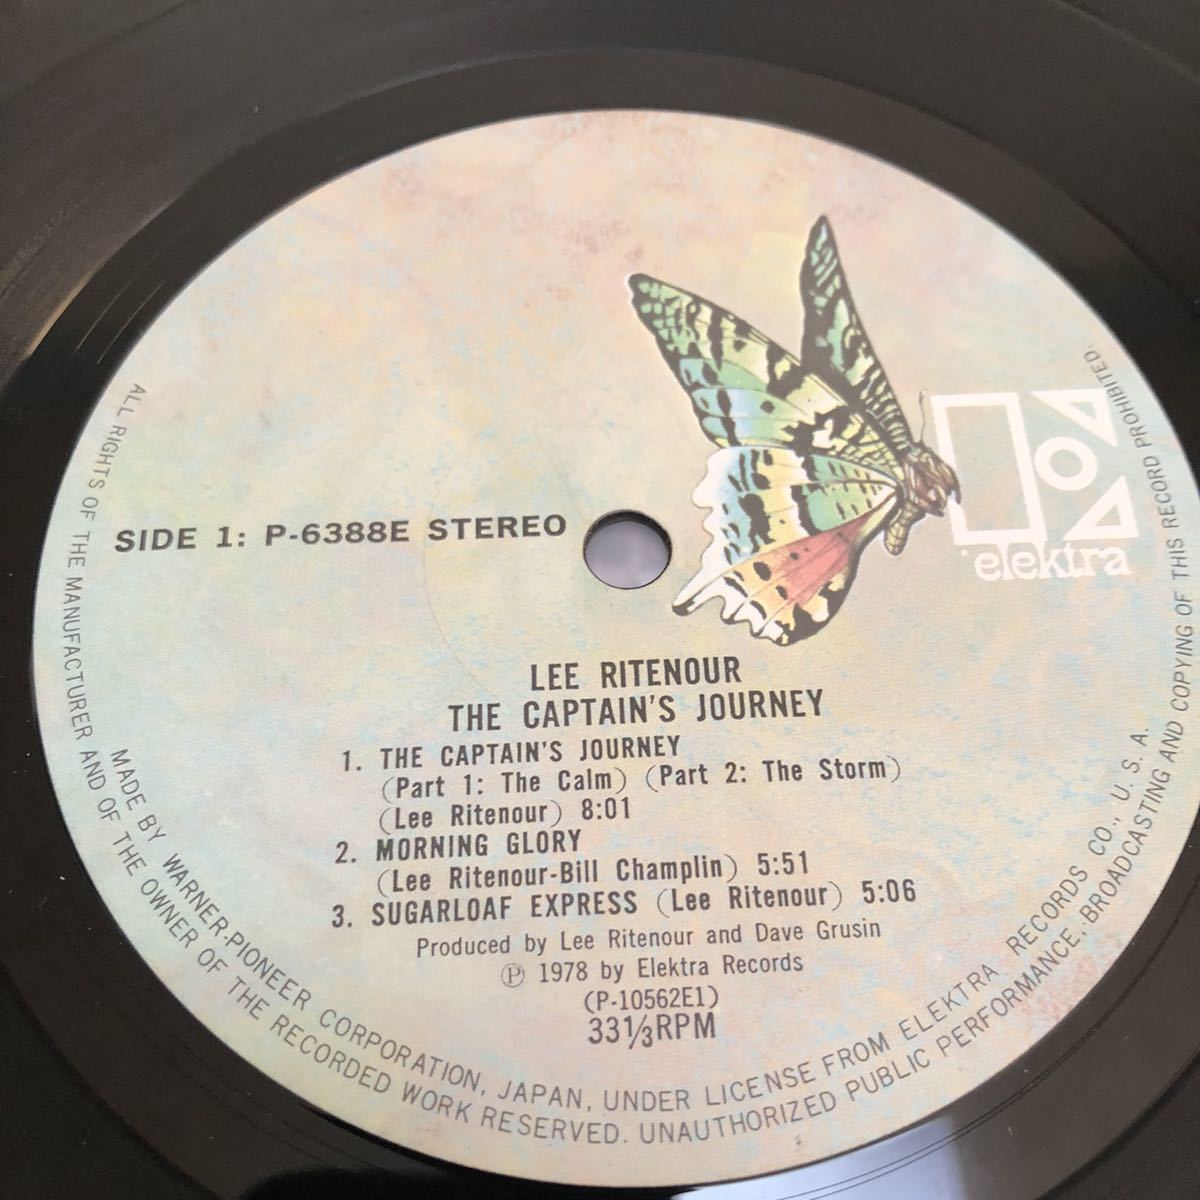 elektra
SIDE 1: P-6388E STEREO
LEE RITENOUR
THE CAPTAIN'S JOURNEY
1. THE CAPTAIN'S JOURNEY
(Part 1: The Calm) (Part 2: The Storm)
(Lee Ritenour) 8:01
2. MORNING GLORY
(Lee Ritenour-Bill Champlin) 5:51
3. SUGARLOAF EXPRESS (Lee Ritenour) 5:06
Produced by Lee Ritenour and Dave Grusin
Ⓟ 1978 by Elektra Records
(P-10562E1)
33 1/3 RPM
MADE BY WARNER-PIONEER CORPORATION, JAPAN, UNDER LICENSE FROM ELEKTRA RECORDS CO., U. S. A.
ALL RIGHTS OF THE MANUFACTURER AND OF THE OWNER OF THE RECORDED WORK RESERVED. UNAUTHORIZED PUBLIC PERFORMANCE, BROADCASTING AND COPYING OF THIS RECORD PROHIBITED.